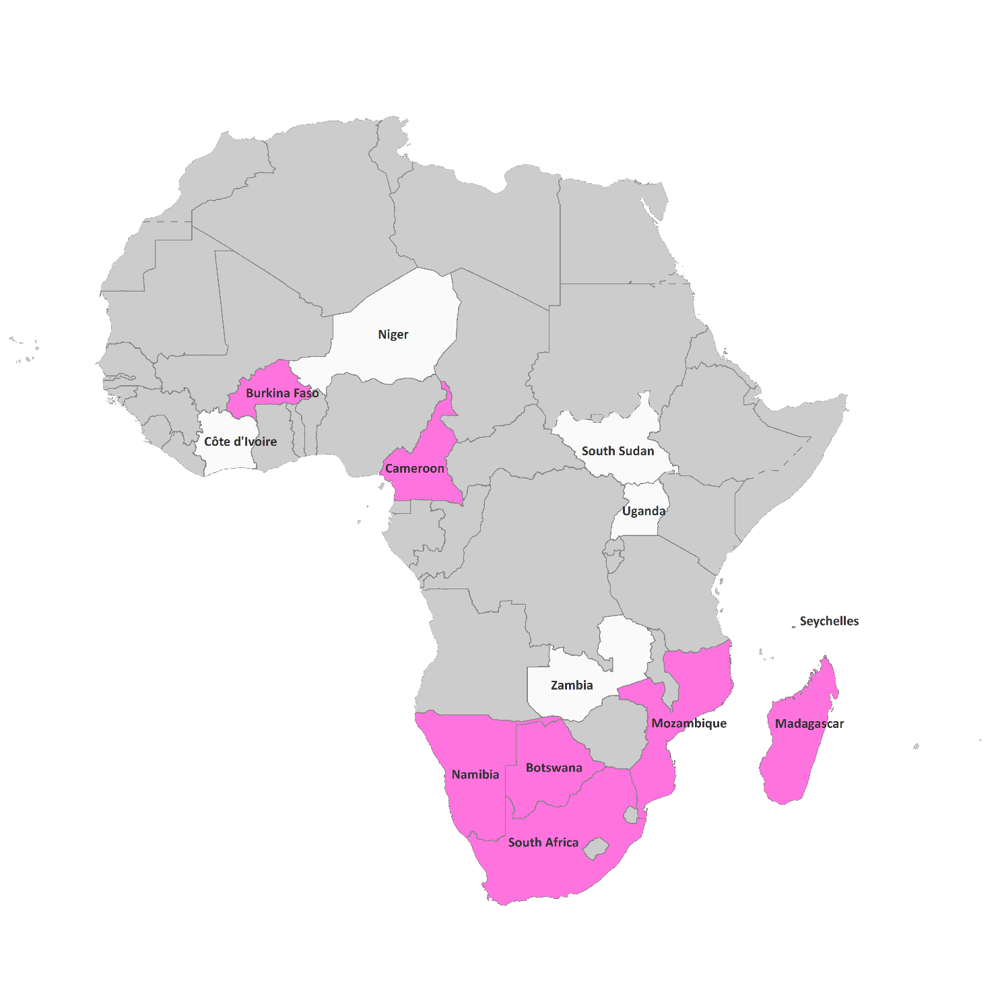 Niger
Burkina Faso
Côte d'Ivoire
South Sudan
Cameroon
Uganda
Seychelles
Zambia
Mozambique
Madagascar
Botswana
Namibia
South Africa